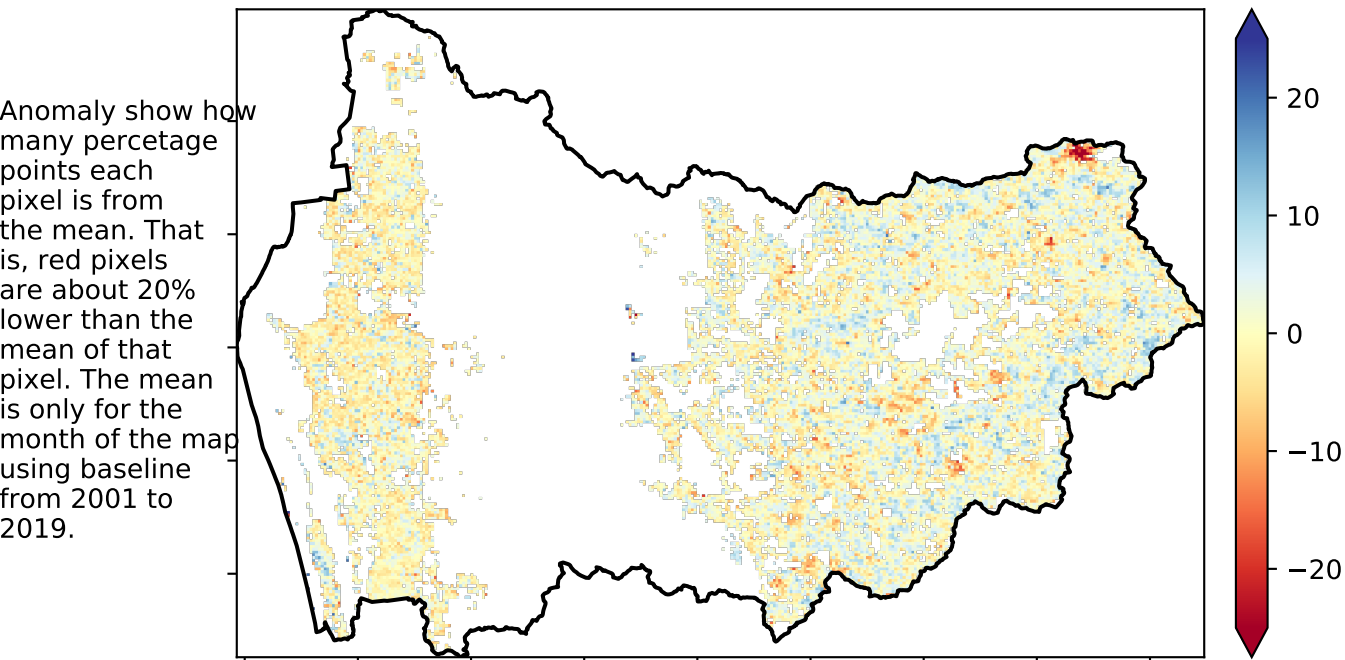 Anomaly show how
many percetage
points each
pixel is from
the mean. That
is, red pixels
are about 20%
lower than the
mean of that
pixel. The mean
is only for the
month of the map
using baseline
from 2001 to
2019.
20
10
0
−10
−20